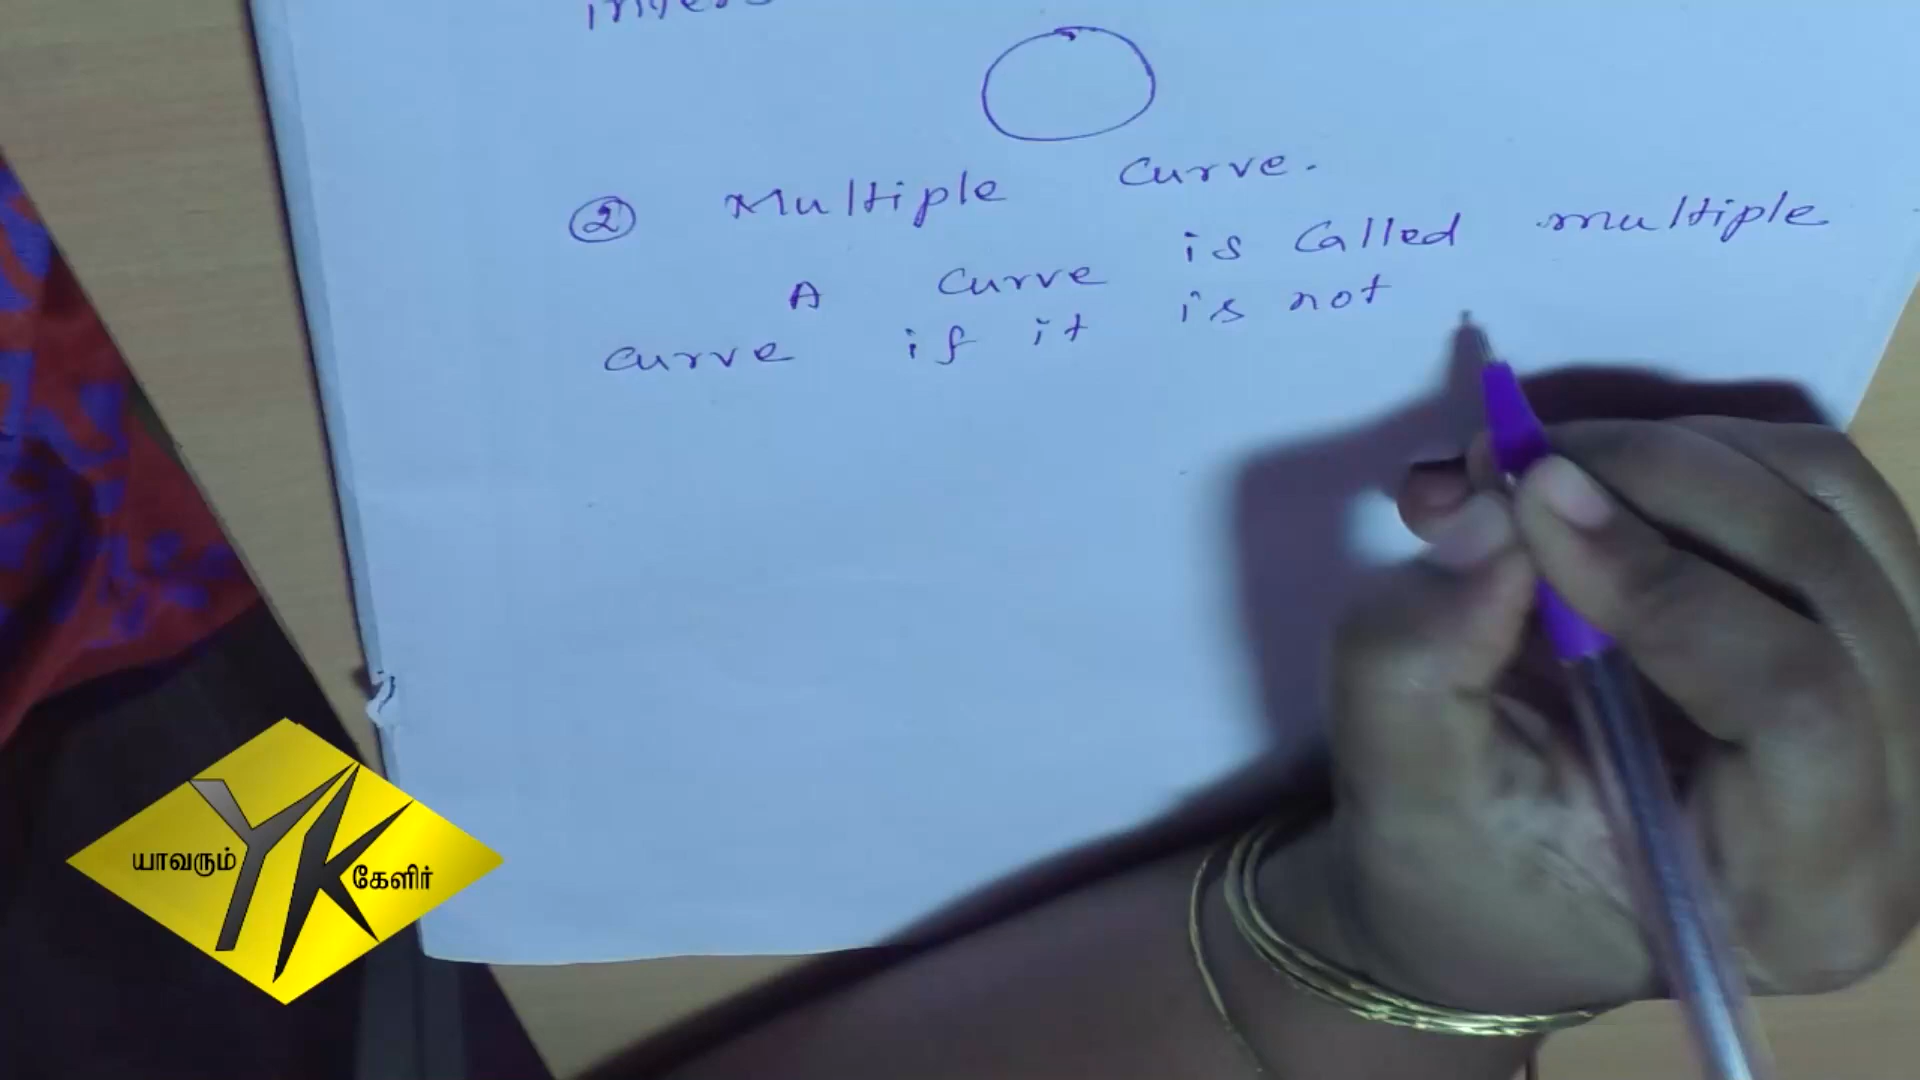 ② Multiple Curve.
A curve is called multiple
curve if it is not
யாவரும்
YK
கேளிர்